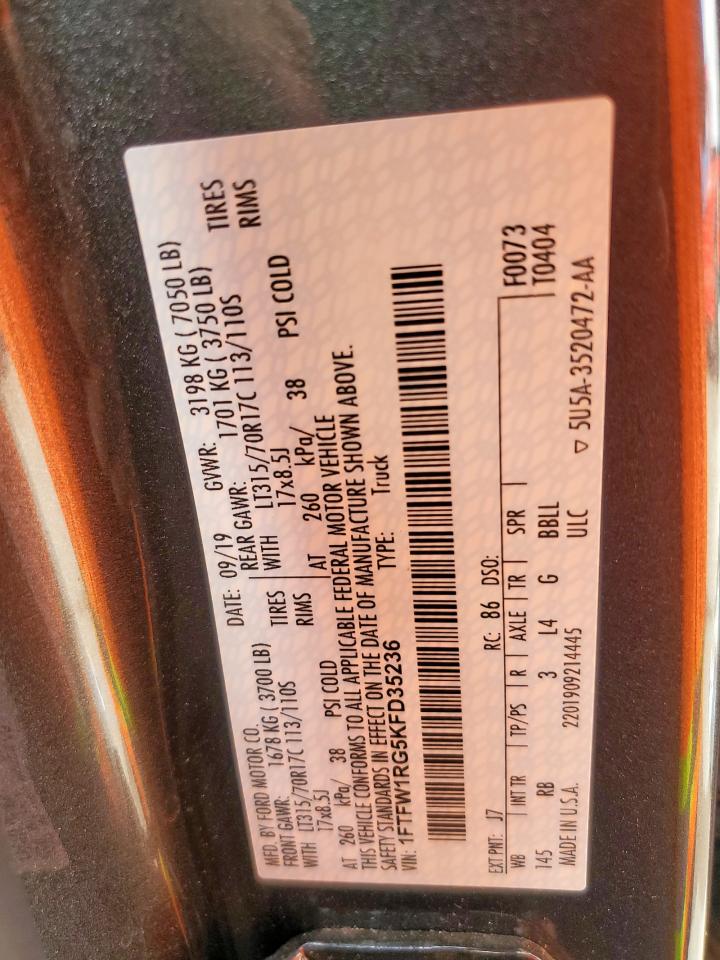 MFD. BY FORD MOTOR CO.
DATE: 09/19 GVWR: 3198 KG ( 7050 LB)
FRONT GAWR: 1678 KG ( 3700 LB) REAR GAWR: 1701 KG ( 3750 LB)
WITH LT315/70R17C 113/110S TIRES WITH LT315/70R17C 113/110S TIRES
17x8.5J RIMS 17x8.5J RIMS
AT 260 kPa/ 38 PSI COLD AT 260 kPa/ 38 PSI COLD
THIS VEHICLE CONFORMS TO ALL APPLICABLE FEDERAL MOTOR VEHICLE
SAFETY STANDARDS IN EFFECT ON THE DATE OF MANUFACTURE SHOWN ABOVE.
VIN: 1FTFW1RG5KFD35236 TYPE: Truck
EXT PNT: J7 RC: 86 DSO: F0073
WB INT TR TP/PS R AXLE TR SPR T0404
145 RB 3 L4 G BBLL
ULC
MADE IN U.S.A. 2201909214445 ▽ 5U5A-3520472-AA